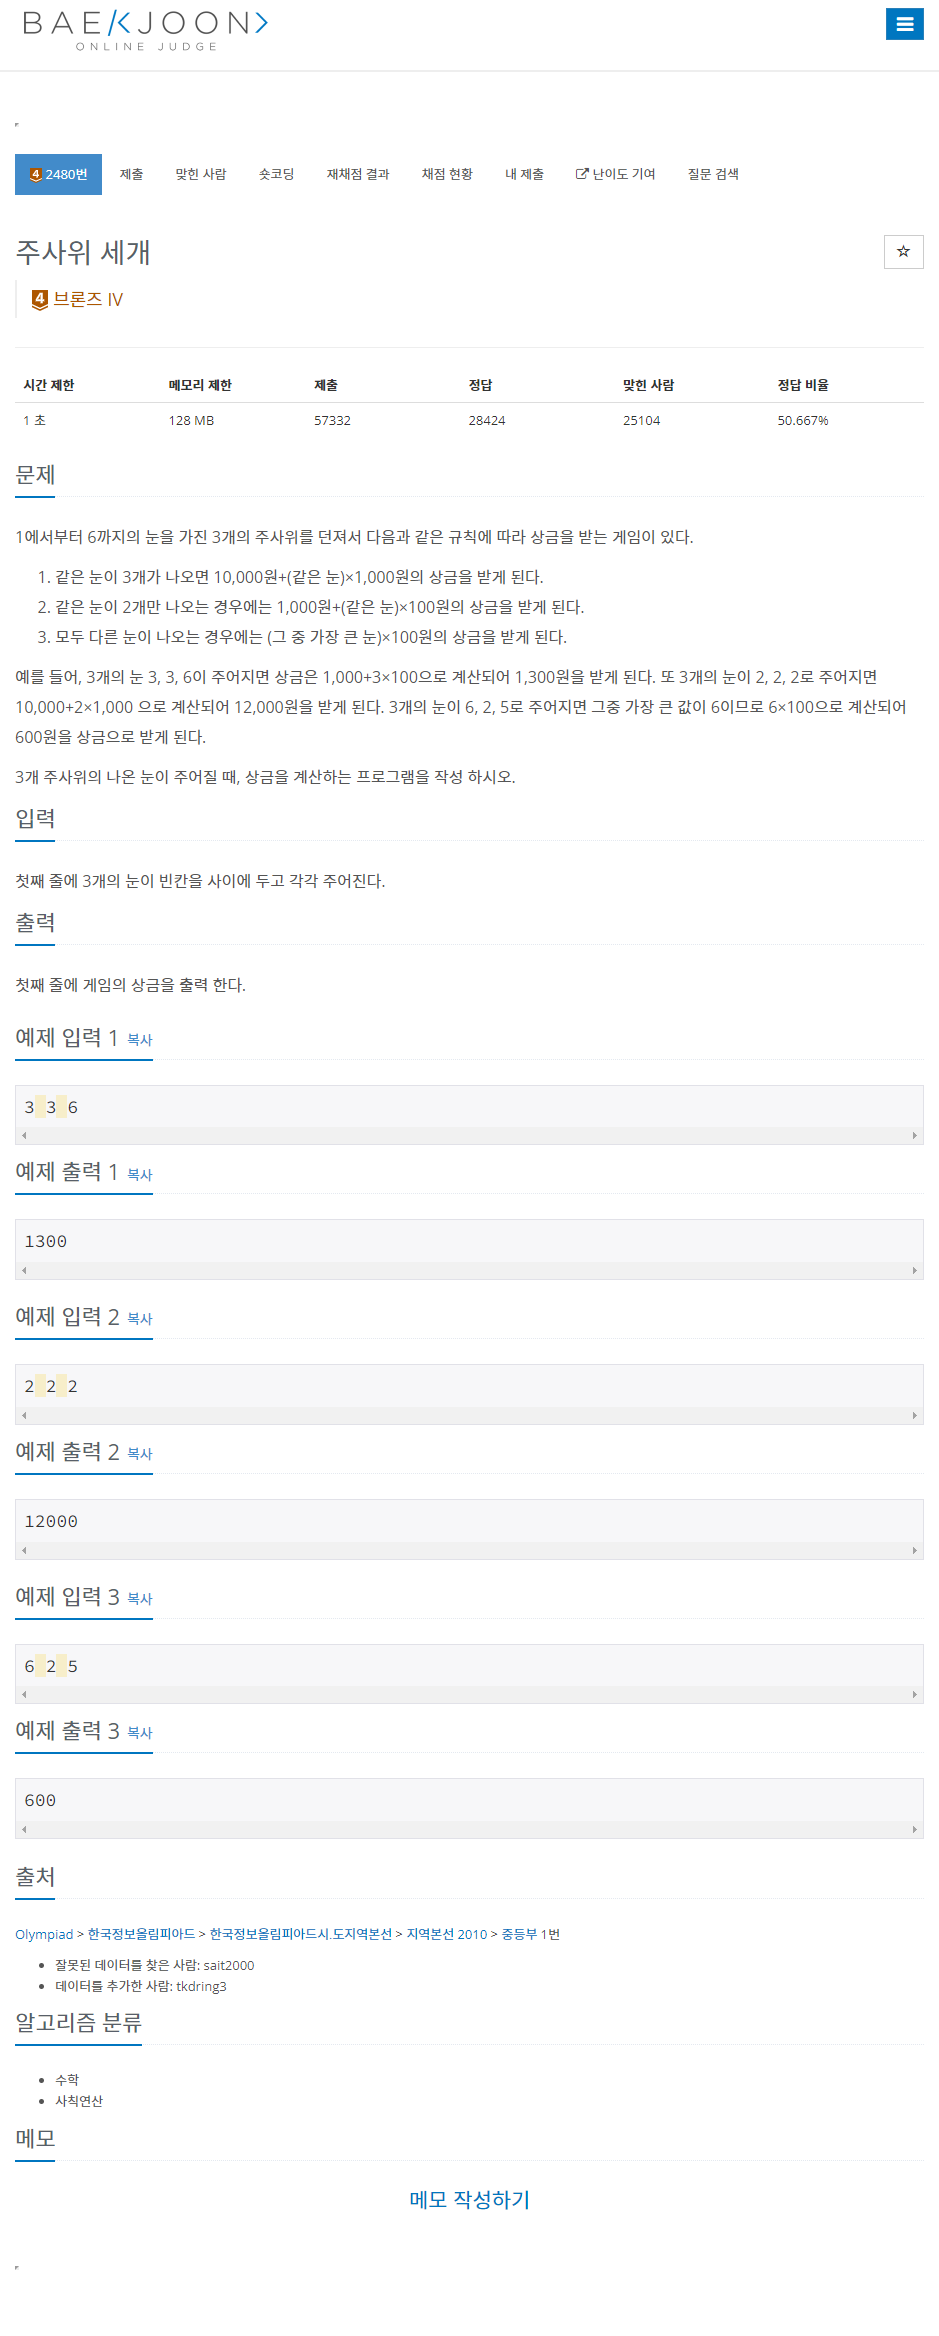 BAEKJOON>
ONLINE JUDGE
4 2480번 제출 맞힌 사람 숏코딩 재채점 결과 채점 현황 내 제출 난이도 기여 질문 검색
주사위 세개
4 브론즈 IV
시간 제한 메모리 제한 제출 정답 맞힌 사람 정답 비율
1 초 128 MB 57332 28424 25104 50.667%
문제
1에서부터 6까지의 눈을 가진 3개의 주사위를 던져서 다음과 같은 규칙에 따라 상금을 받는 게임이 있다.
1. 같은 눈이 3개가 나오면 10,000원+(같은 눈)×1,000원의 상금을 받게 된다.
2. 같은 눈이 2개만 나오는 경우에는 1,000원+(같은 눈)×100원의 상금을 받게 된다.
3. 모두 다른 눈이 나오는 경우에는 (그 중 가장 큰 눈)×100원의 상금을 받게 된다.
예를 들어, 3개의 눈 3, 3, 6이 주어지면 상금은 1,000+3×100으로 계산되어 1,300원을 받게 된다. 또 3개의 눈이 2, 2, 2로 주어지면
10,000+2×1,000 으로 계산되어 12,000원을 받게 된다. 3개의 눈이 6, 2, 5로 주어지면 그중 가장 큰 값이 6이므로 6×100으로 계산되어
600원을 상금으로 받게 된다.
3개 주사위의 나온 눈이 주어질 때, 상금을 계산하는 프로그램을 작성 하시오.
입력
첫째 줄에 3개의 눈이 빈칸을 사이에 두고 각각 주어진다.
출력
첫째 줄에 게임의 상금을 출력 한다.
예제 입력 1 복사
3 3 6
예제 출력 1 복사
1300
예제 입력 2 복사
2 2 2
예제 출력 2 복사
12000
예제 입력 3 복사
6 2 5
예제 출력 3 복사
600
출처
Olympiad > 한국정보올림피아드 > 한국정보올림피아드시.도지역본선 > 지역본선 2010 > 중등부 1번
• 잘못된 데이터를 찾은 사람: sait2000
• 데이터를 추가한 사람: tkdring3
알고리즘 분류
• 수학
• 사칙연산
메모
메모 작성하기